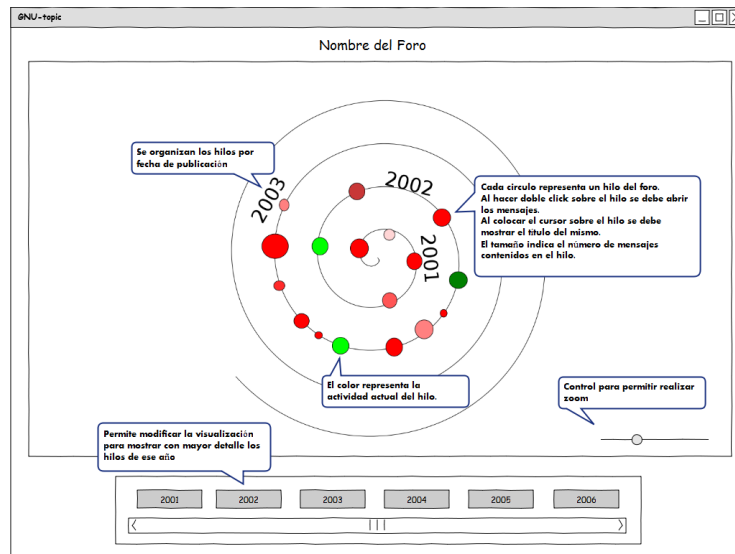 GNU-topic
Nombre del Foro
Se organizan los hilos por
fecha de publicación
2003
2002
2001
Cada circulo representa un hilo del foro.
Al hacer doble click sobre el hilo se debe abrir
los mensajes.
Al colocar el cursor sobre el hilo se debe
mostrar el titulo del mismo.
El tamaño indica el número de mensajes
contenidos en el hilo.
El color representa la
actividad actual del hilo.
Control para permitir realizar
zoom
Permite modificar la visualización
para mostrar con mayor detalle los
hilos de ese año
2001
2002
2003
2004
2005
2006